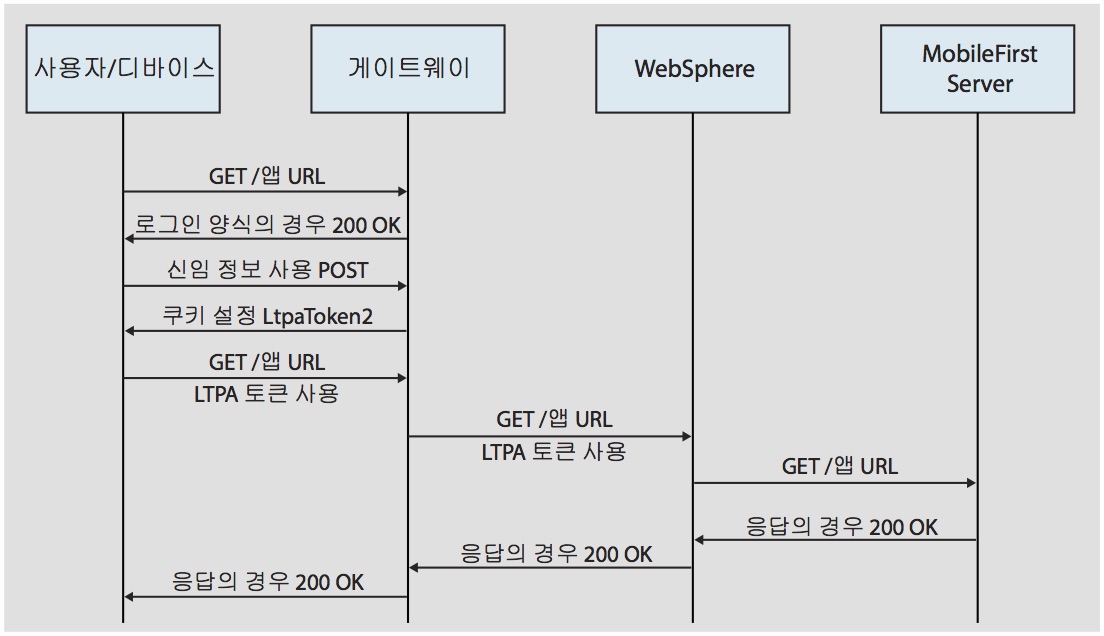 사용자/디바이스
게이트웨이
WebSphere
MobileFirst
Server
GET /앱 URL
로그인 양식의 경우 200 OK
신임 정보 사용 POST
쿠키 설정 LtpaToken2
GET /앱 URL
LTPA 토큰 사용
GET /앱 URL
LTPA 토큰 사용
GET /앱 URL
응답의 경우 200 OK
응답의 경우 200 OK
응답의 경우 200 OK